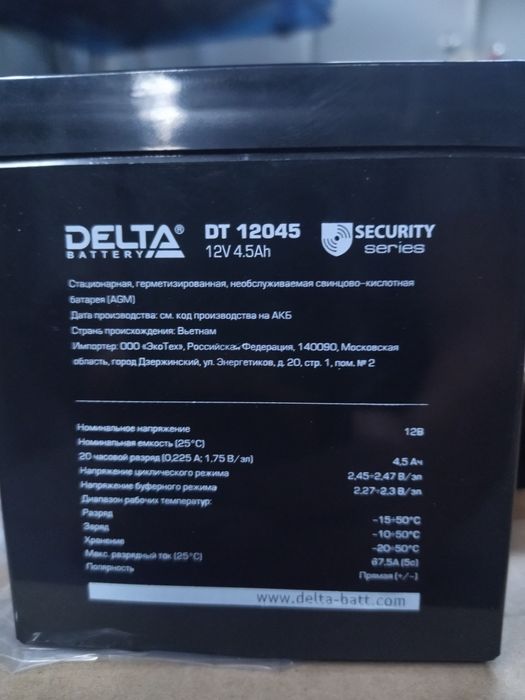 DELTA® DT 12045 SECURITY
BATTERY 12V 4.5Ah series
Стационарная, герметизированная, необслуживаемая свинцово-кислотная
батарея (AGM)
Дата производства: см. код производства на АКБ
Страна происхождения: Вьетнам
Импортер: ООО «ЭкоТех», Российская Федерация, 140090, Московская
область, город Дзержинский, ул. Энергетиков, д. 20, стр. 1, пом. № 2
Номинальное напряжение 12В
Номинальная емкость (25°С)
20 часовой разряд (0,225 А; 1,75 В/эл) 4,5 Ач
Напряжение циклического режима 2,45÷2,47 В/эл
Напряжение буферного режима 2,27÷2,3 В/эл
Диапазон рабочих температур:
Разряд -15÷50°С
Заряд -10÷50°С
Хранение -20÷50°С
Макс. разрядный ток (25°С) 67,5А (5с)
Полярность Прямая (+/-)
www.delta-batt.com